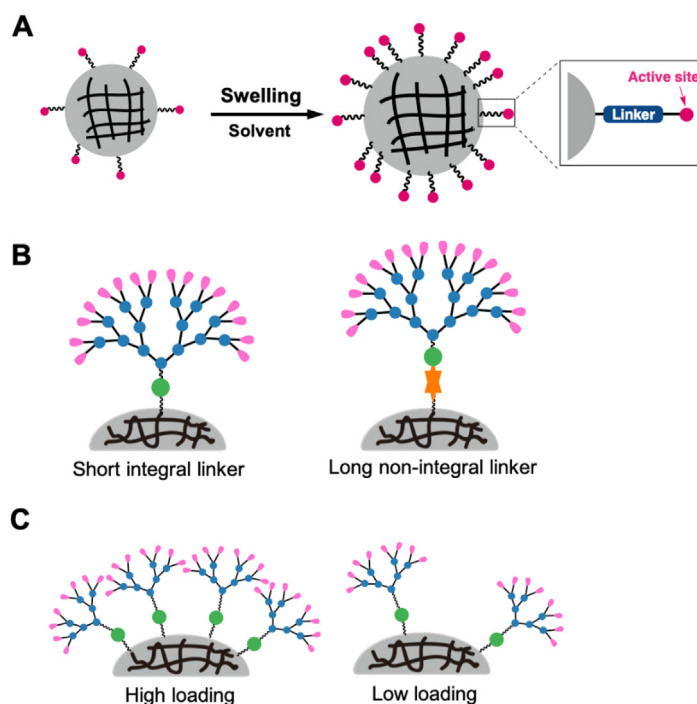 A
Swelling
Solvent
Active site
Linker
B
Short integral linker
Long non-integral linker
C
High loading
Low loading